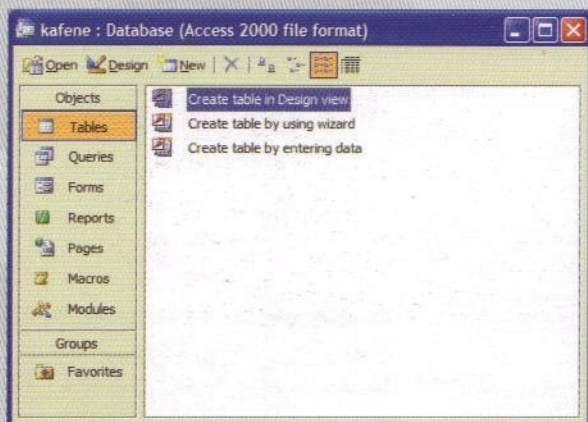 kafene : Database (Access 2000 file format)
Open Design New
Objects
Tables
Queries
Forms
Reports
Pages
Macros
Modules
Groups
Favorites
Create table in Design view
Create table by using wizard
Create table by entering data